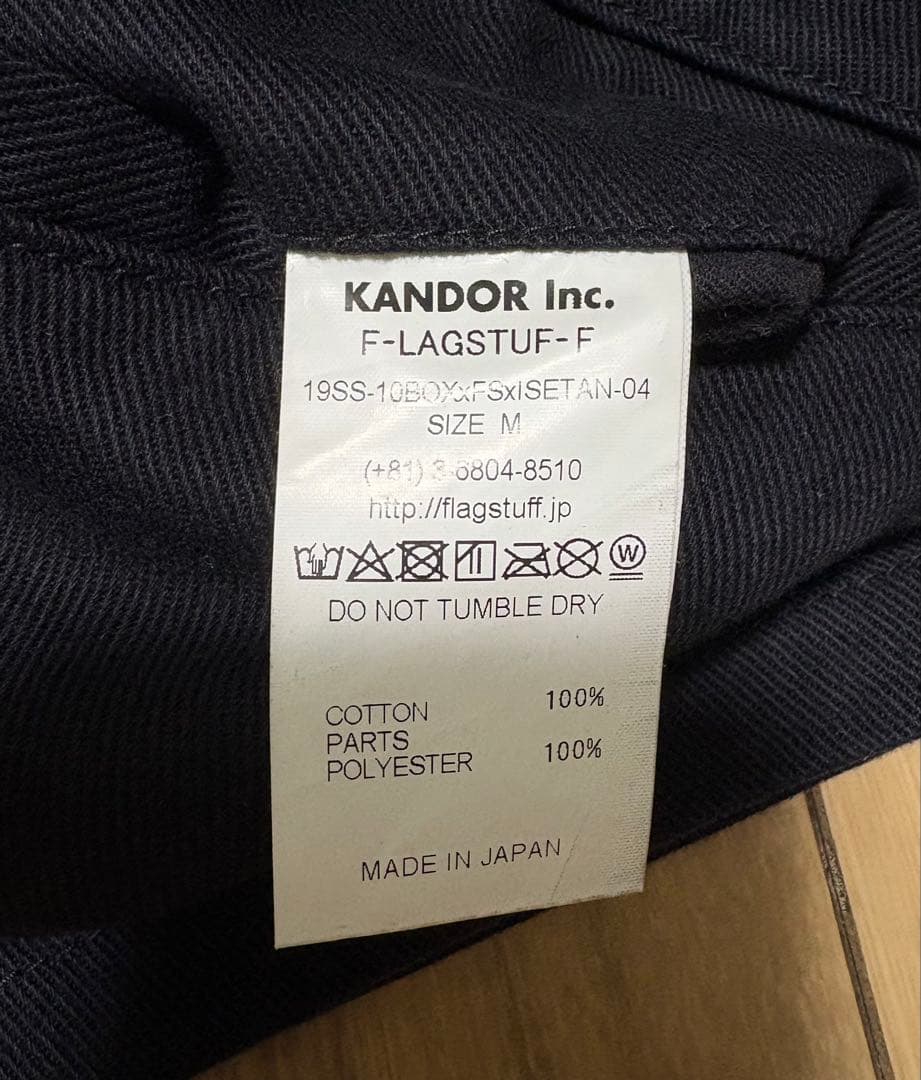 KANDOR Inc.
F-LAGSTUF-F
19SS-10BOXxFSxISETAN-04
SIZE M
(+81) 3-6804-8510
http://flagstuff.jp
W
DO NOT TUMBLE DRY
COTTON 100%
PARTS
POLYESTER 100%
MADE IN JAPAN